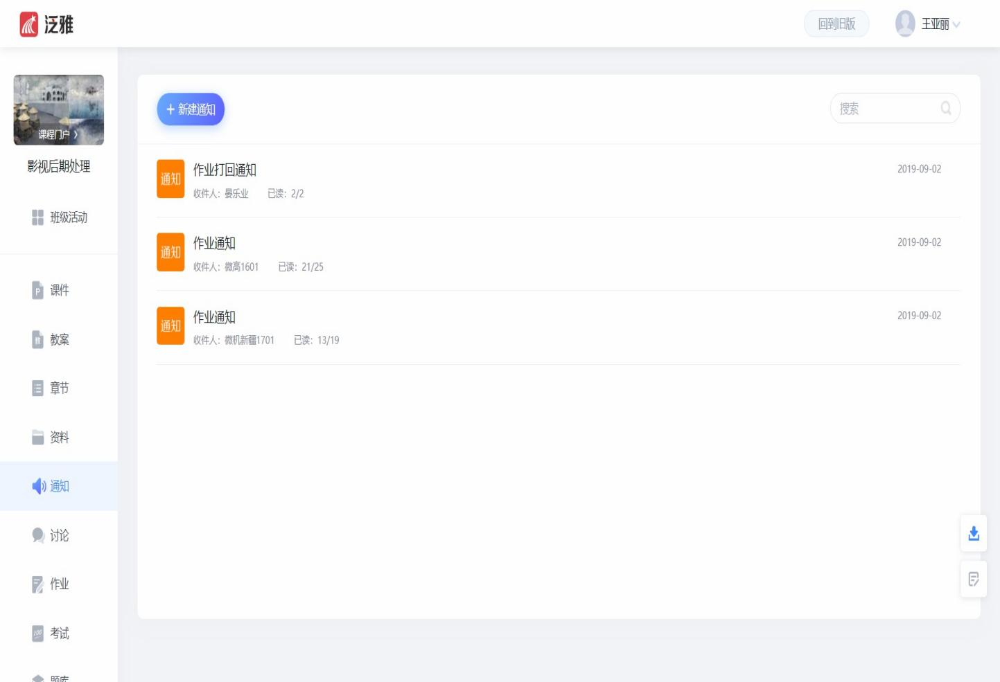 泛雅
回到旧版
王亚丽
课程门户 》
影视后期处理
班级活动
课件
教案
章节
资料
通知
讨论
作业
考试
题库
+ 新建通知
搜索
通知
作业打回通知
2019-09-02
收件人：晏乐业 已读：2/2
通知
作业通知
2019-09-02
收件人：微高1601 已读：21/25
通知
作业通知
2019-09-02
收件人：微机新疆1701 已读：13/19